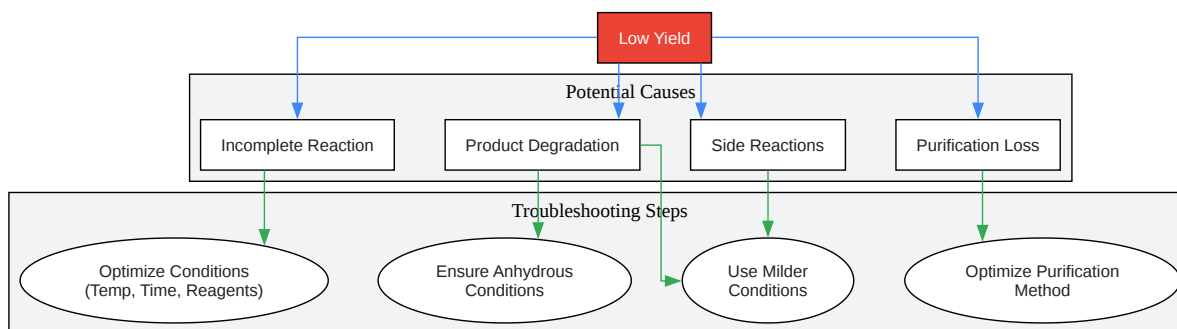 Low Yield
Potential Causes
Incomplete Reaction
Product Degradation
Side Reactions
Purification Loss
Troubleshooting Steps
Optimize Conditions
(Temp, Time, Reagents)
Ensure Anhydrous
Conditions
Use Milder
Conditions
Optimize Purification
Method